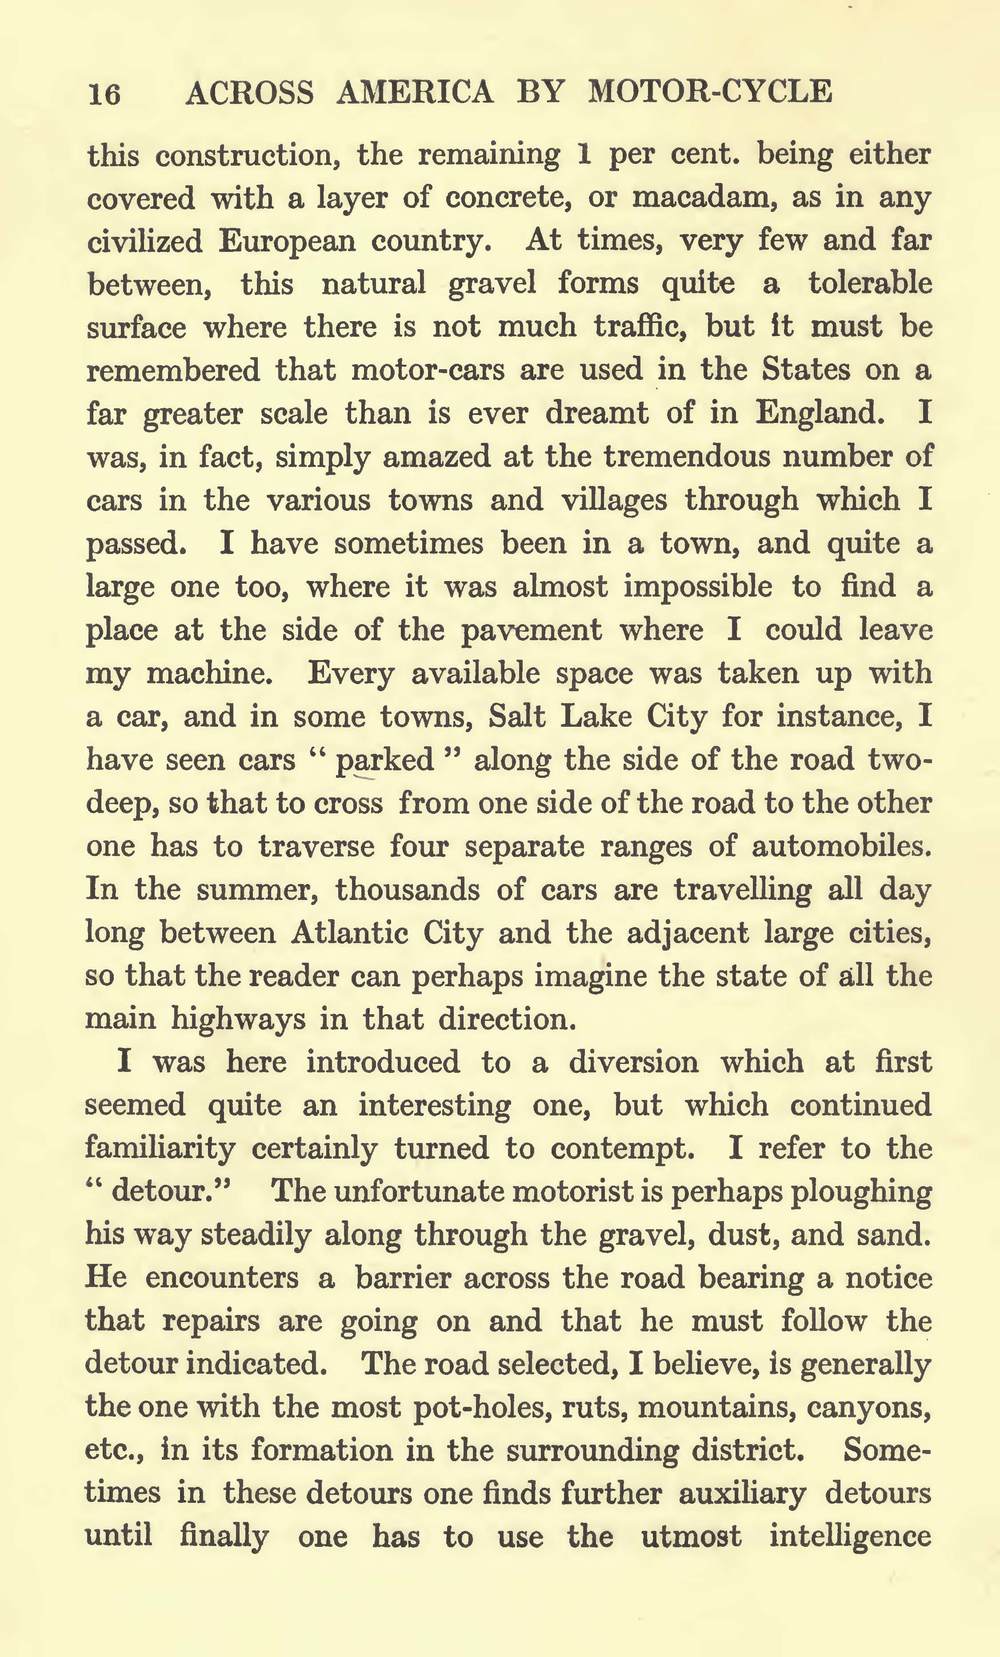 16 ACROSS AMERICA BY MOTOR-CYCLE
this construction, the remaining 1 per cent. being either
covered with a layer of concrete, or macadam, as in any
civilized European country. At times, very few and far
between, this natural gravel forms quite a tolerable
surface where there is not much traffic, but it must be
remembered that motor-cars are used in the States on a
far greater scale than is ever dreamt of in England. I
was, in fact, simply amazed at the tremendous number of
cars in the various towns and villages through which I
passed. I have sometimes been in a town, and quite a
large one too, where it was almost impossible to find a
place at the side of the pavement where I could leave
my machine. Every available space was taken up with
a car, and in some towns, Salt Lake City for instance, I
have seen cars “ parked ” along the side of the road two-
deep, so that to cross from one side of the road to the other
one has to traverse four separate ranges of automobiles.
In the summer, thousands of cars are travelling all day
long between Atlantic City and the adjacent large cities,
so that the reader can perhaps imagine the state of all the
main highways in that direction.
I was here introduced to a diversion which at first
seemed quite an interesting one, but which continued
familiarity certainly turned to contempt. I refer to the
“ detour.” The unfortunate motorist is perhaps ploughing
his way steadily along through the gravel, dust, and sand.
He encounters a barrier across the road bearing a notice
that repairs are going on and that he must follow the
detour indicated. The road selected, I believe, is generally
the one with the most pot-holes, ruts, mountains, canyons,
etc., in its formation in the surrounding district. Some-
times in these detours one finds further auxiliary detours
until finally one has to use the utmost intelligence